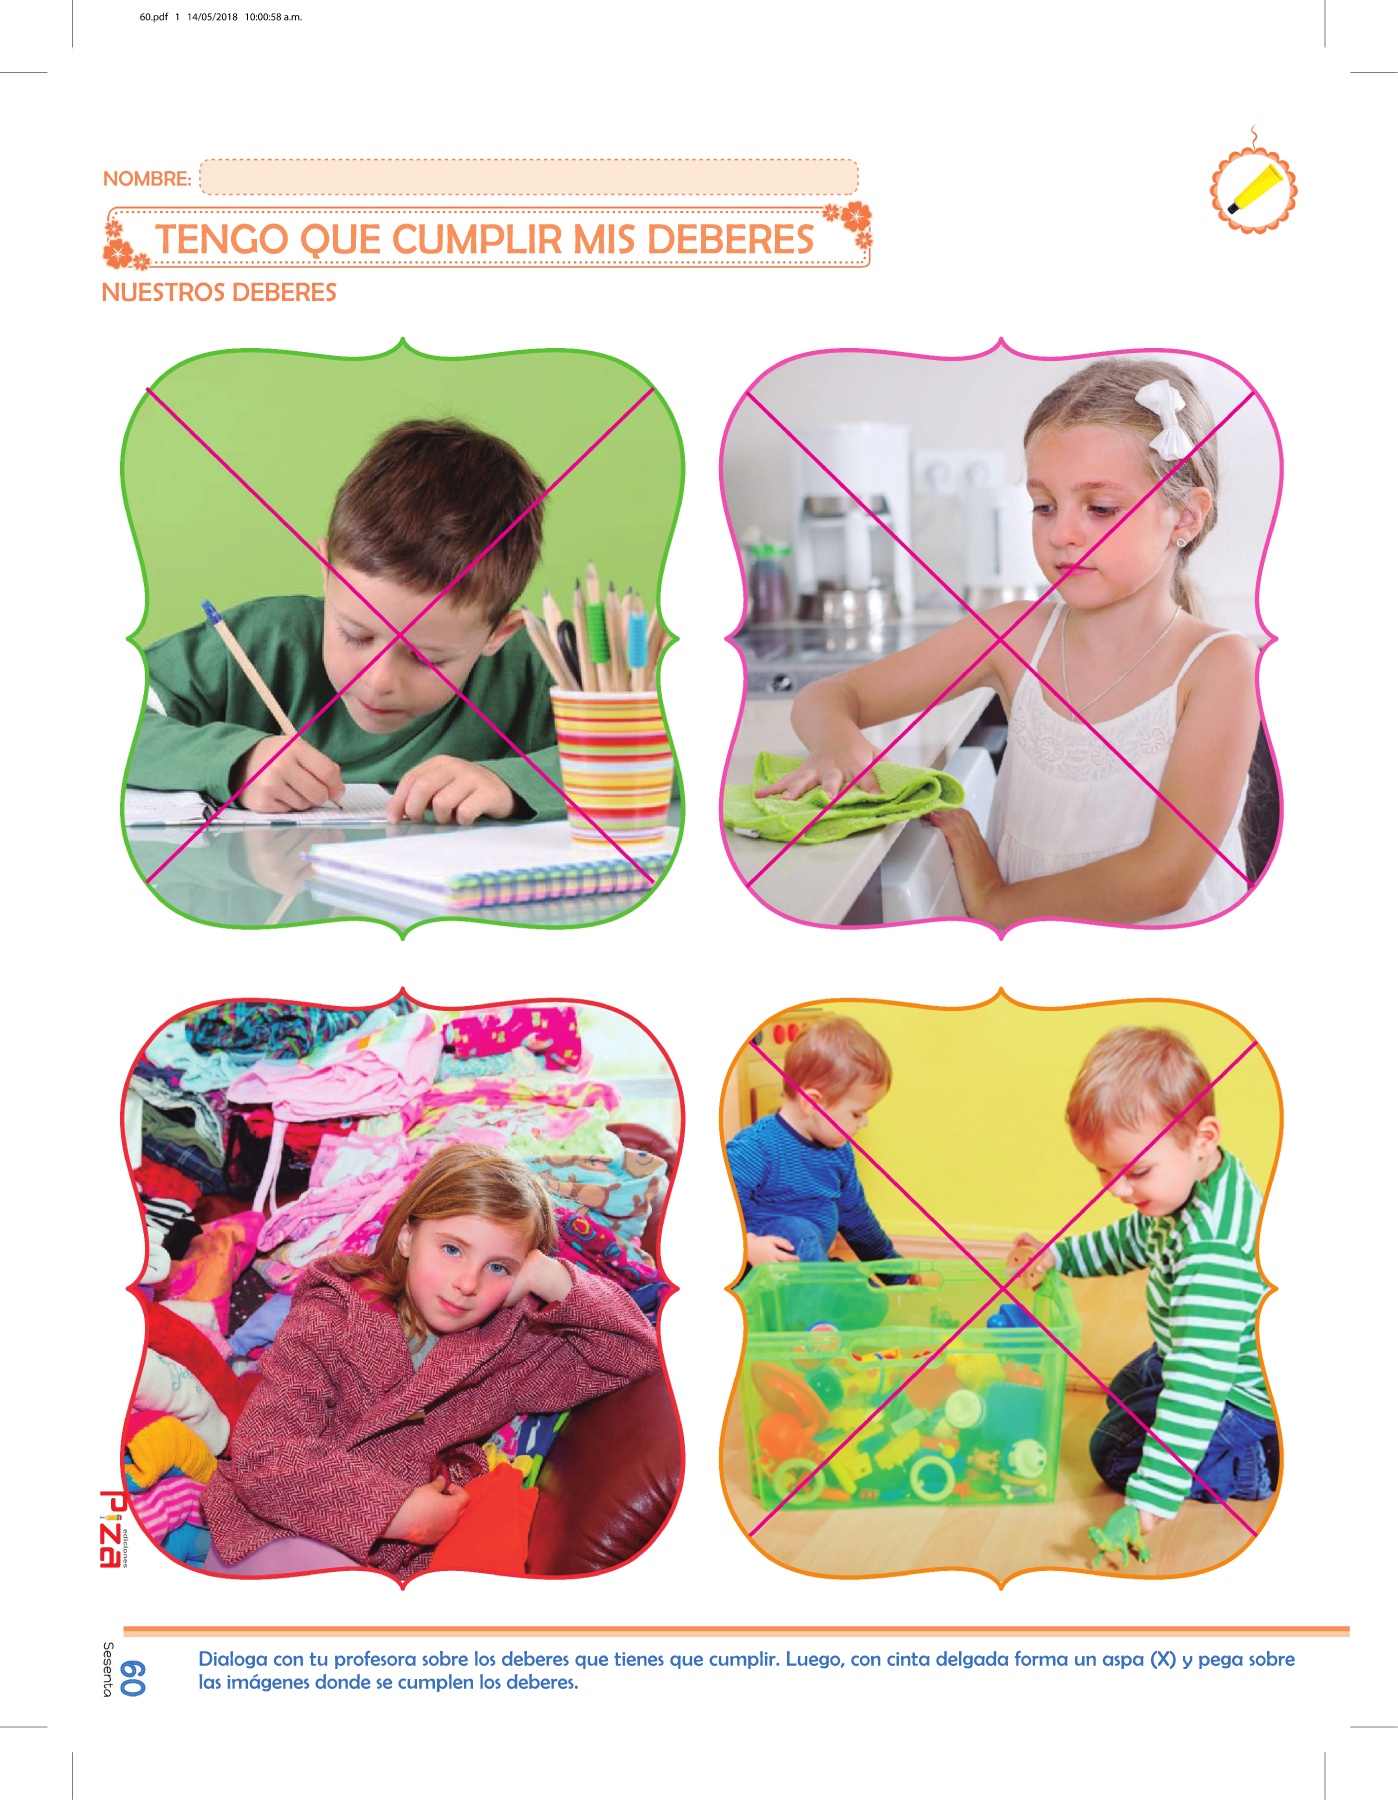 60.pdf 1 14/05/2018 10:00:58 a.m.
NOMBRE:
TENGO QUE CUMPLIR MIS DEBERES
NUESTROS DEBERES
Piza
ediciones
Sesenta
60
Dialoga con tu profesora sobre los deberes que tienes que cumplir. Luego, con cinta delgada forma un aspa (X) y pega sobre
las imágenes donde se cumplen los deberes.